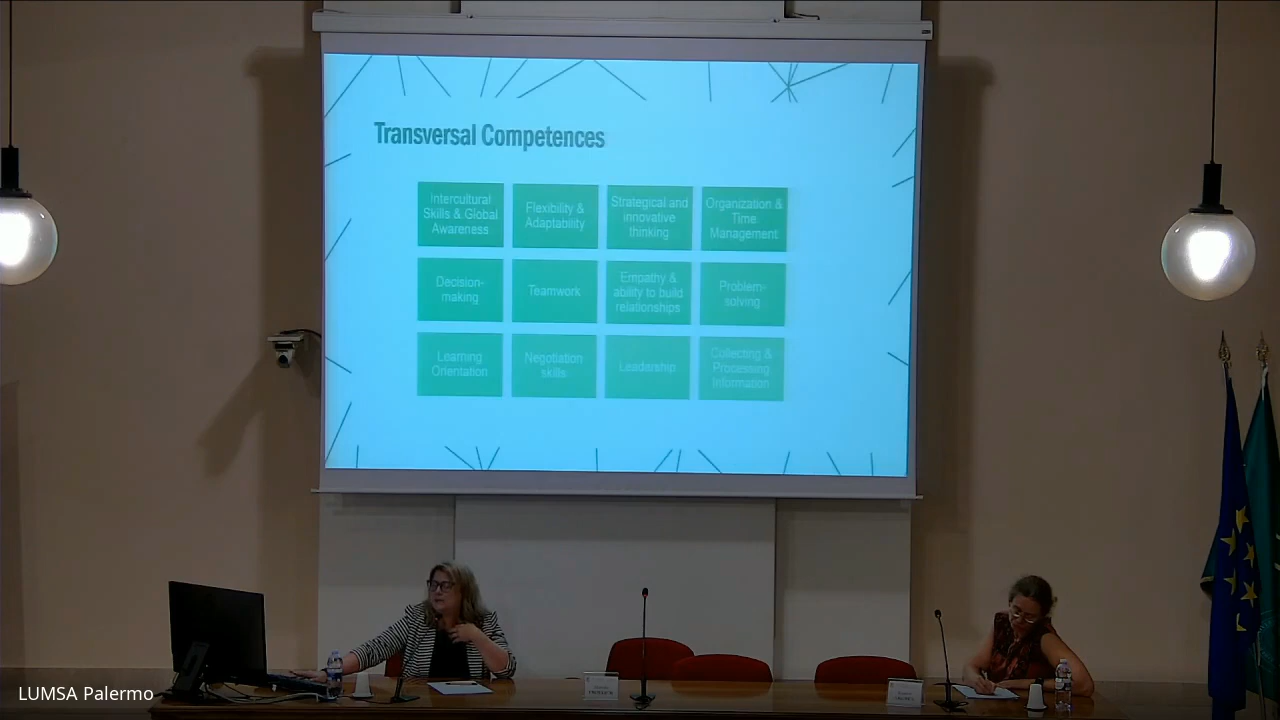 Transversal Competences
Intercultural
Skills & Global
Awareness
Flexibility &
Adaptability
Strategical and
innovative
thinking
Organization &
Time
Management
Decision-
making
Teamwork
Empathy &
ability to build
relationships
Problem-
solving
Learning
Orientation
Negotiation
skills
Leadership
Collecting &
Processing
Information
LUMSA Palermo